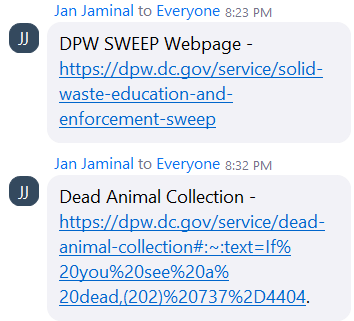 Jan Jaminal to Everyone 8:23 PM
JJ
DPW SWEEP Webpage -
https://dpw.dc.gov/service/solid-
waste-education-and-
enforcement-sweep
Jan Jaminal to Everyone 8:32 PM
JJ
Dead Animal Collection -
https://dpw.dc.gov/service/dead-
animal-collection#:~:text=If%
20you%20see%20a%
20dead,(202)%20737%2D4404.